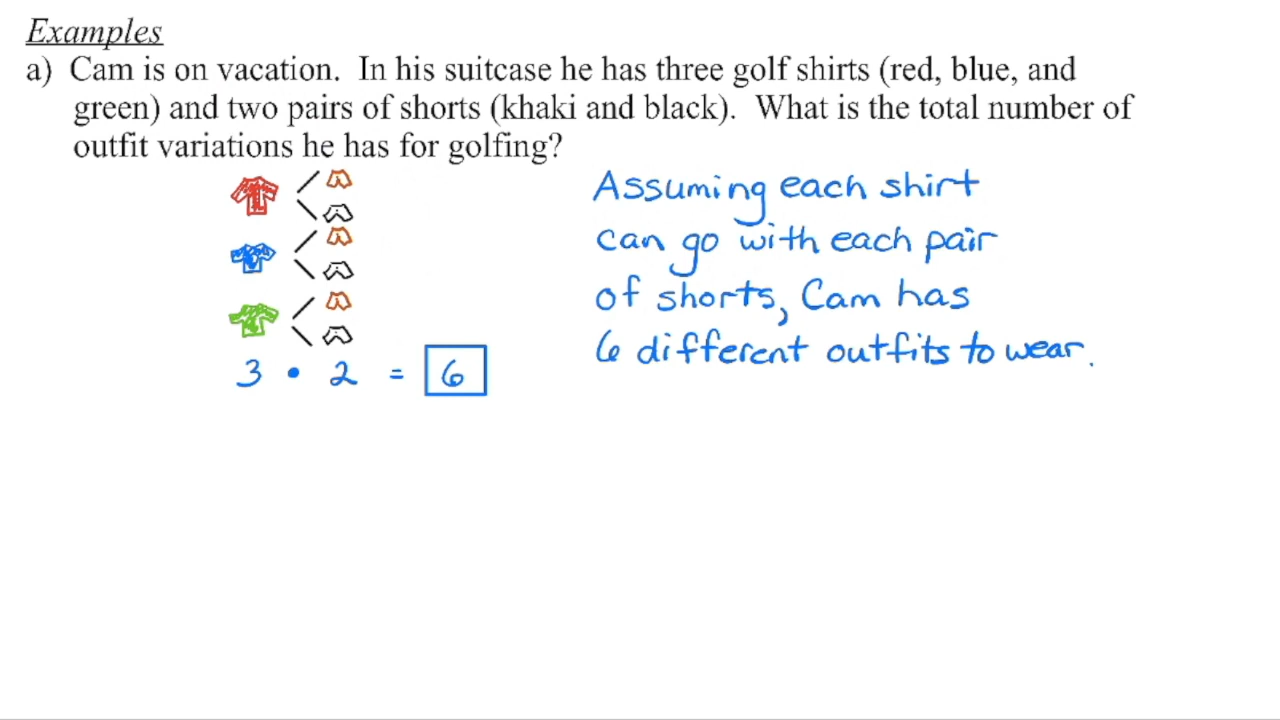 Examples
a) Cam is on vacation. In his suitcase he has three golf shirts (red, blue, and
green) and two pairs of shorts (khaki and black). What is the total number of
outfit variations he has for golfing?
Assuming each shirt
can go with each pair
of shorts, Cam has
6 different outfits to wear.
3 • 2 = 6